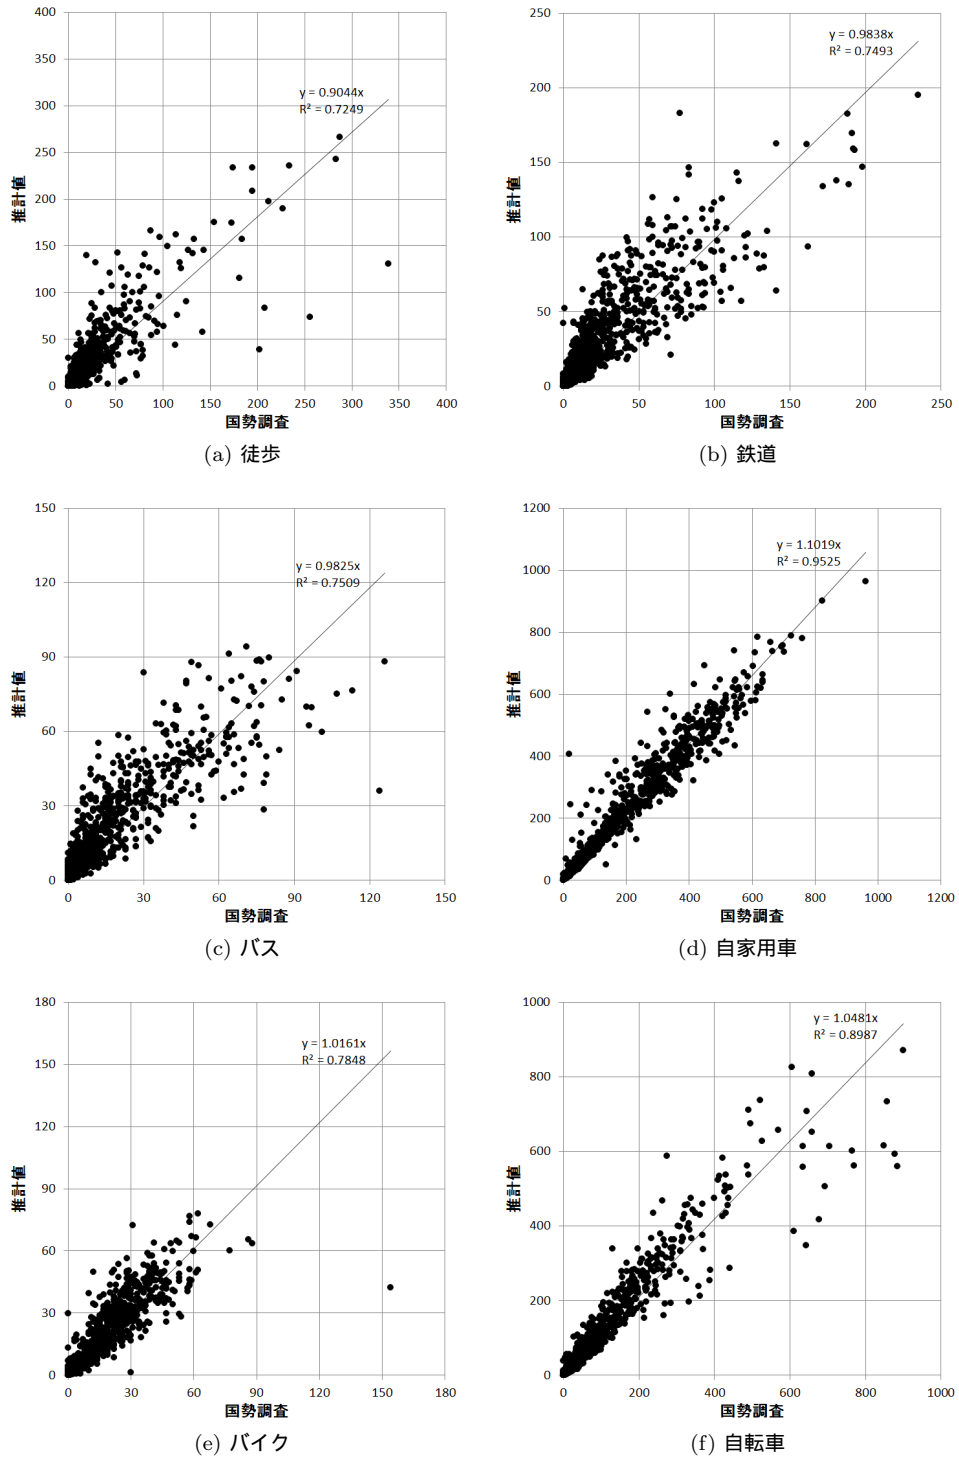 400
350
300
250
200
150
100
50
0
推計値
y = 0.9044x
R² = 0.7249
0 50 100 150 200 250 300 350 400
国勢調査
(a) 徒歩
250
200
150
100
50
0
推計値
y = 0.9838x
R² = 0.7493
0 50 100 150 200 250
国勢調査
(b) 鉄道
150
120
90
60
30
0
推計値
y = 0.9825x
R² = 0.7509
0 30 60 90 120 150
国勢調査
(c) バス
1200
1000
800
600
400
200
0
推計値
y = 1.1019x
R² = 0.9525
0 200 400 600 800 1000 1200
国勢調査
(d) 自家用車
180
150
120
90
60
30
0
推計値
y = 1.0161x
R² = 0.7848
0 30 60 90 120 150 180
国勢調査
(e) バイク
1000
800
600
400
200
0
推計値
y = 1.0481x
R² = 0.8987
0 200 400 600 800 1000
国勢調査
(f) 自転車